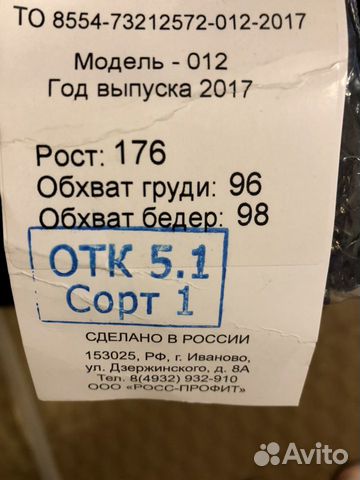 ТО 8554-73212572-012-2017
Модель - 012
Год выпуска 2017
Рост: 176
Обхват груди: 96
Обхват бедер: 98
ОТК 5.1
Сорт 1
СДЕЛАНО В РОССИИ
153025, РФ, г. Иваново,
ул. Дзержинского, д. 8А
Тел. 8(4932) 932-910
ООО «РОСС-ПРОФИТ»
Avito